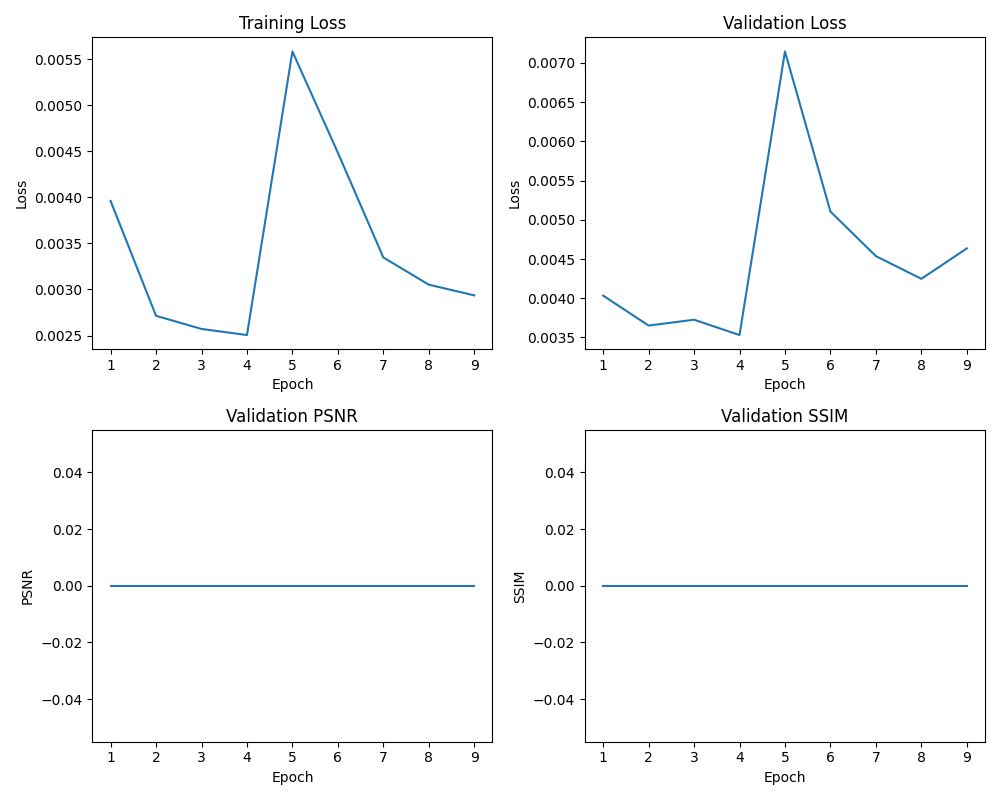 Training Loss
0.0055
0.0050
0.0045
0.0040
0.0035
0.0030
0.0025
Loss
1 2 3 4 5 6 7 8 9
Epoch
Validation Loss
0.0070
0.0065
0.0060
0.0055
0.0050
0.0045
0.0040
0.0035
Loss
1 2 3 4 5 6 7 8 9
Epoch
Validation PSNR
0.04
0.02
0.00
−0.02
−0.04
PSNR
1 2 3 4 5 6 7 8 9
Epoch
Validation SSIM
0.04
0.02
0.00
−0.02
−0.04
SSIM
1 2 3 4 5 6 7 8 9
Epoch